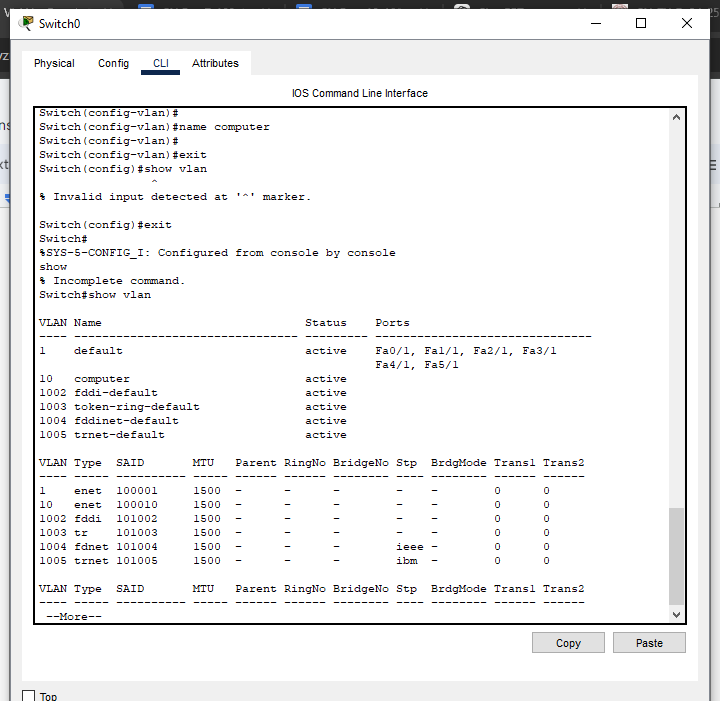 Switch0
Physical Config CLI Attributes
IOS Command Line Interface
Switch(config-vlan)#
Switch(config-vlan)#name computer
Switch(config-vlan)#
Switch(config-vlan)#exit
Switch(config)#show vlan
^
% Invalid input detected at '^' marker.
Switch(config)#exit
Switch#
%SYS-5-CONFIG_I: Configured from console by console
show
% Incomplete command.
Switch#show vlan
VLAN Name Status Ports
---- -------------------------------- --------- -------------------------------
1 default active Fa0/1, Fa1/1, Fa2/1, Fa3/1
Fa4/1, Fa5/1
10 computer active
1002 fddi-default active
1003 token-ring-default active
1004 fddinet-default active
1005 trnet-default active
VLAN Type SAID MTU Parent RingNo BridgeNo Stp BrdgMode Trans1 Trans2
---- ----- ---------- ----- ------ ------ -------- ---- -------- ------ ------
1 enet 100001 1500 - - - - - 0 0
10 enet 100010 1500 - - - - - 0 0
1002 fddi 101002 1500 - - - - - 0 0
1003 tr 101003 1500 - - - - - 0 0
1004 fdnet 101004 1500 - - - ieee - 0 0
1005 trnet 101005 1500 - - - ibm - 0 0
VLAN Type SAID MTU Parent RingNo BridgeNo Stp BrdgMode Trans1 Trans2
---- ----- ---------- ----- ------ ------ -------- ---- -------- ------ ------
--More--
Copy Paste
Top